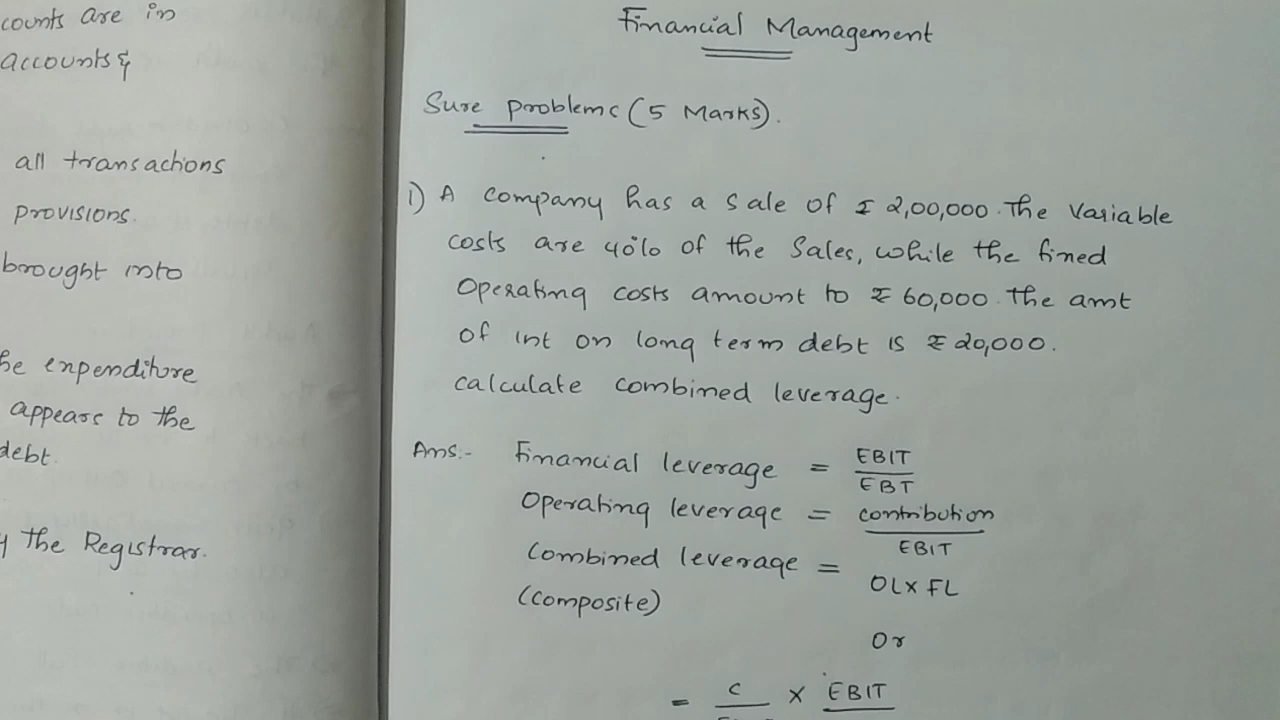 counts are in
accounts &
all transactions
provisions.
brought into
he expenditure
appears to the
debt.
y the Registrar.
Financial Management
Sure problems (5 Marks).
1) A company has a sale of ₹ 2,00,000. The variable
costs are 40% of the sales, while the fixed
operating costs amount to ₹ 60,000. The amt
of int on long term debt is ₹ 20,000.
calculate combined leverage.
Ans:- Financial leverage = EBIT / EBT
Operating leverage = contribution / EBIT
Combined leverage = OL x FL
(composite)
Or
= C × EBIT